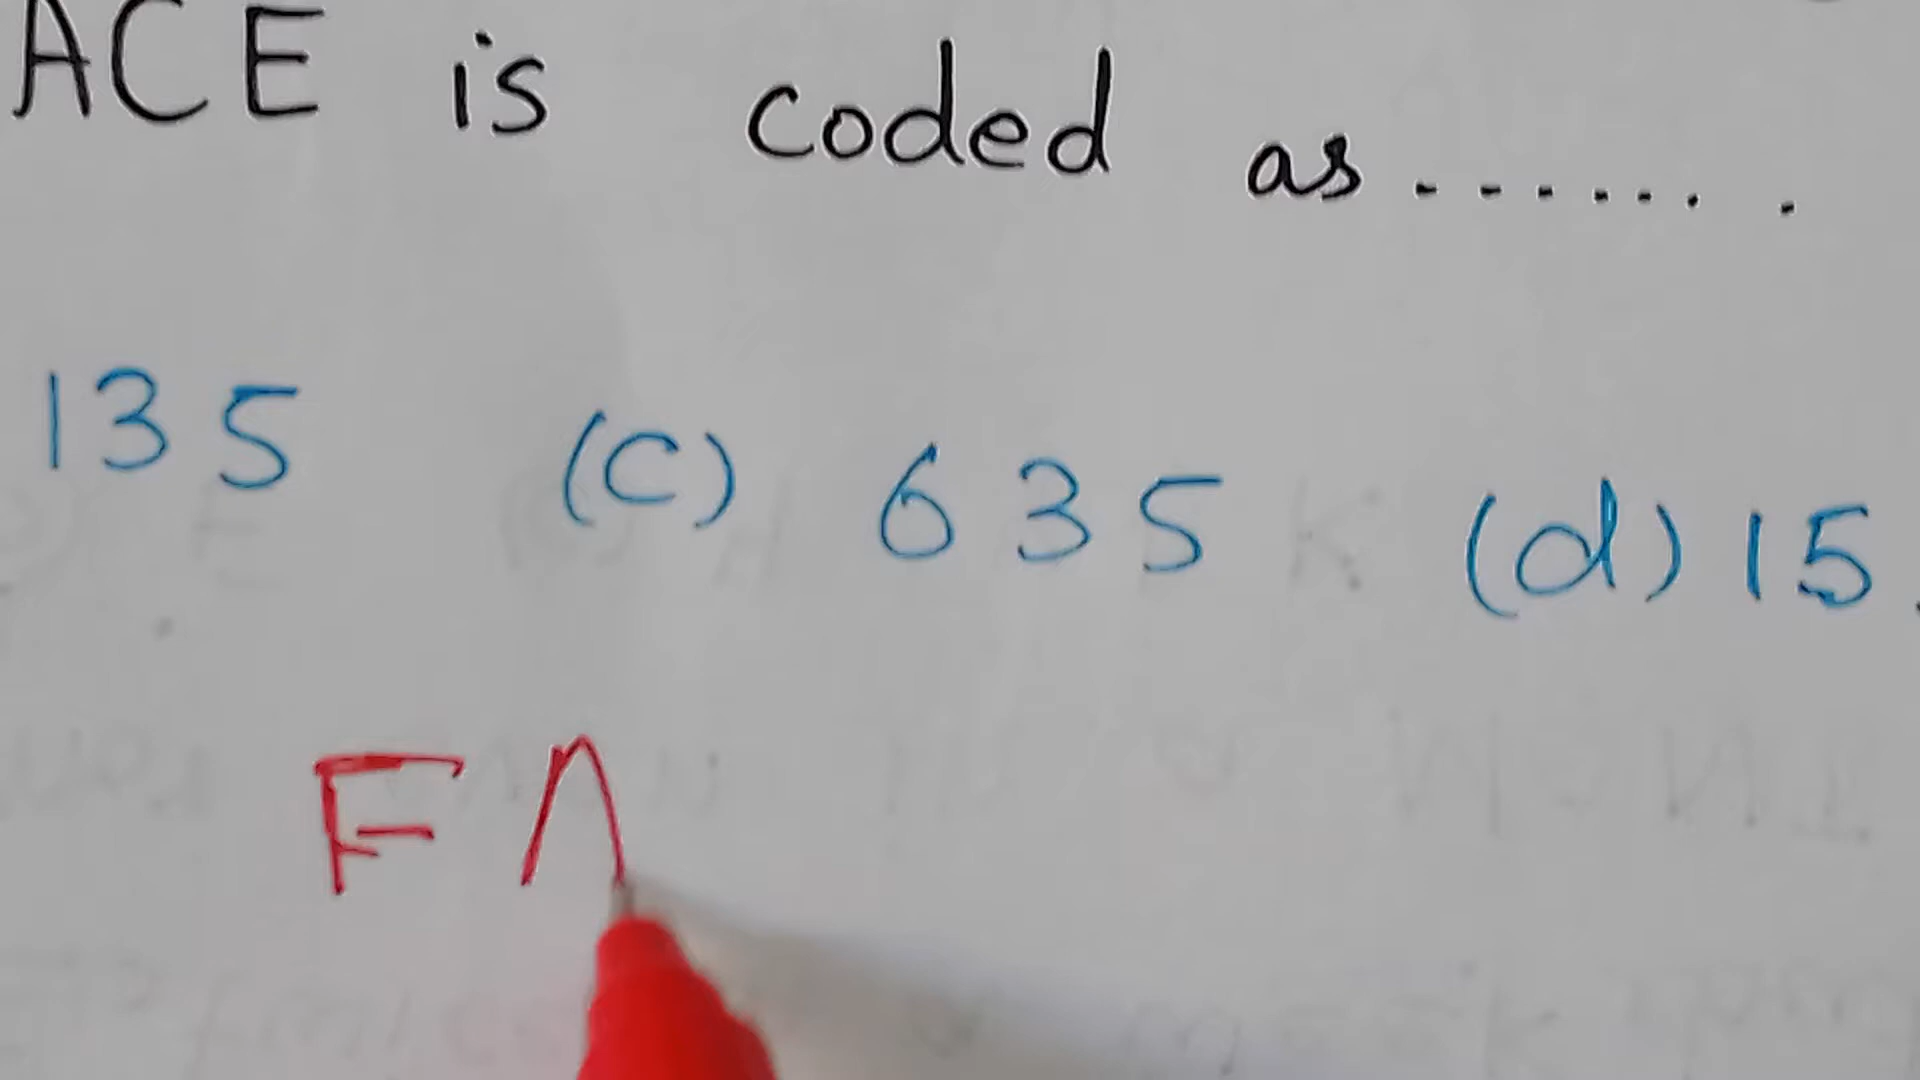 ACE is coded as.......
135 (c) 635 (d) 15.
F